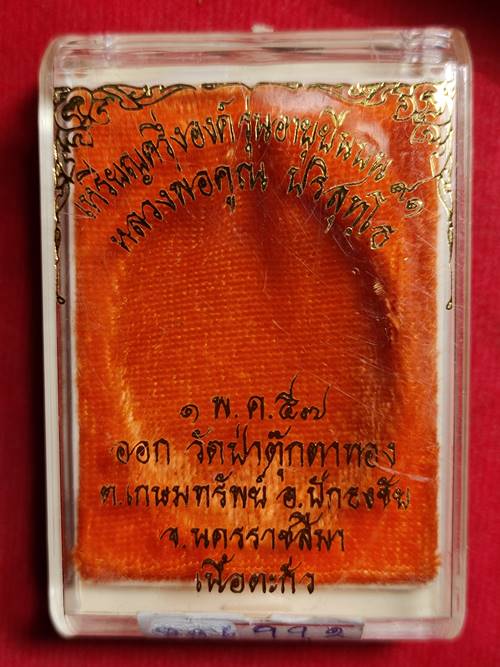 เหรียญครึ่งองค์ รุ่นอายุยืนยนต์ ๙๑
หลวงพ่อคูณ ปริสุทฺโธ
๑ พ.ค.๕๗
ออก วัดป่าตุ๊กตาทอง
ต.เกษมทรัพย์ อ.ปักธงชัย
จ.นครราชสีมา
เนื้อตะกั่ว
992